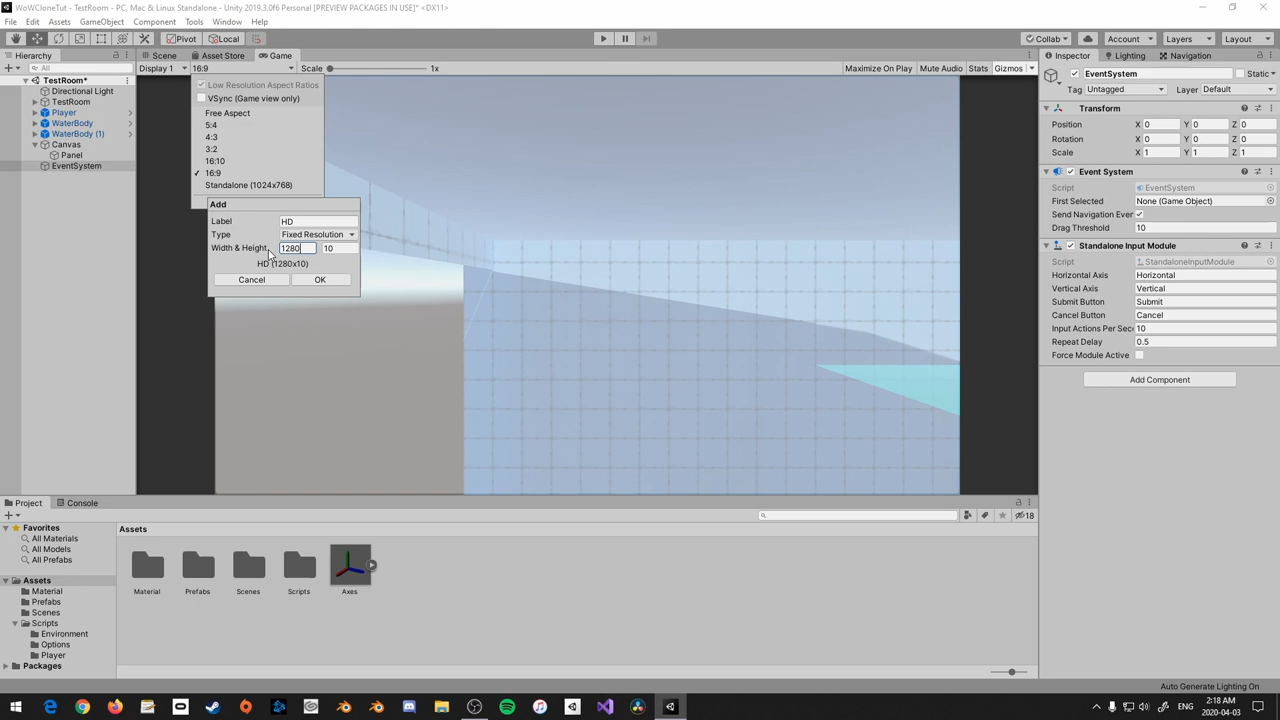 WoWCloneTut - TestRoom - PC, Mac & Linux Standalone - Unity 2019.3.0f6 Personal [PREVIEW PACKAGES IN USE]* <DX11>
File Edit Assets GameObject Component Tools Window Help
Pivot Local Collab Account Layers Layout
Hierarchy Scene Asset Store Game Inspector Lighting Navigation
All Display 1 16:9 Scale 1x Maximize On Play Mute Audio Stats Gizmos
EventSystem Static
Tag Untagged Layer Default
TestRoom*
Directional Light
TestRoom
Player
WaterBody
WaterBody (1)
Canvas
Panel
EventSystem
Low Resolution Aspect Ratios
VSync (Game view only)
Free Aspect
5:4
4:3
3:2
16:10
16:9
Standalone (1024x768)
Add
Label HD
Type Fixed Resolution
Width & Height 1280 10
HD (1280x10)
Cancel OK
Transform
Position X 0 Y 0 Z 0
Rotation X 0 Y 0 Z 0
Scale X 1 Y 1 Z 1
Event System
Script EventSystem
First Selected None (Game Object)
Send Navigation Even
Drag Threshold 10
Standalone Input Module
Script StandaloneInputModule
Horizontal Axis Horizontal
Vertical Axis Vertical
Submit Button Submit
Cancel Button Cancel
Input Actions Per Sec 10
Repeat Delay 0.5
Force Module Active
Add Component
Project Console
18
Favorites
All Materials
All Models
All Prefabs
Assets
Material
Prefabs
Scenes
Scripts
Environment
Options
Player
Packages
Assets
Material Prefabs Scenes Scripts Axes
Auto Generate Lighting On
ENG
2:18 AM
2020-04-03